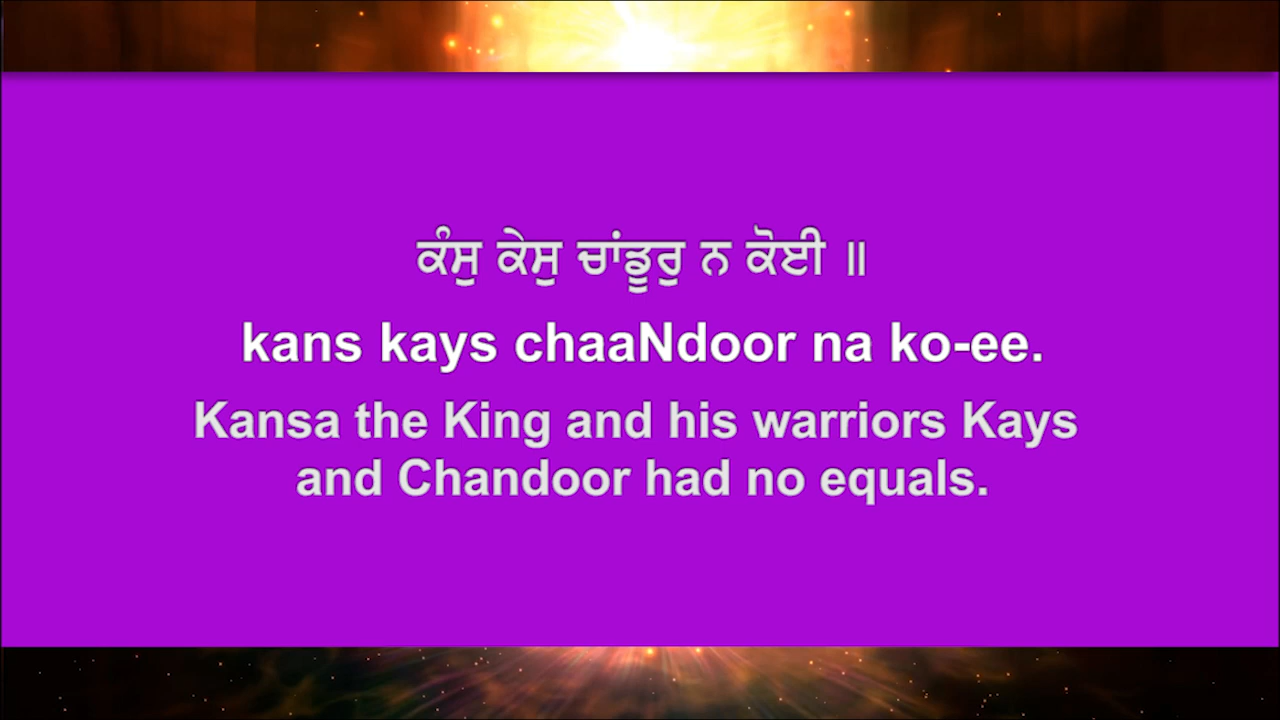 ਕੰਸੁ ਕੇਸੁ ਚਾਂਡੂਰੁ ਨ ਕੋਈ ॥
kans kays chaaNdoor na ko-ee.
Kansa the King and his warriors Kays
and Chandoor had no equals.